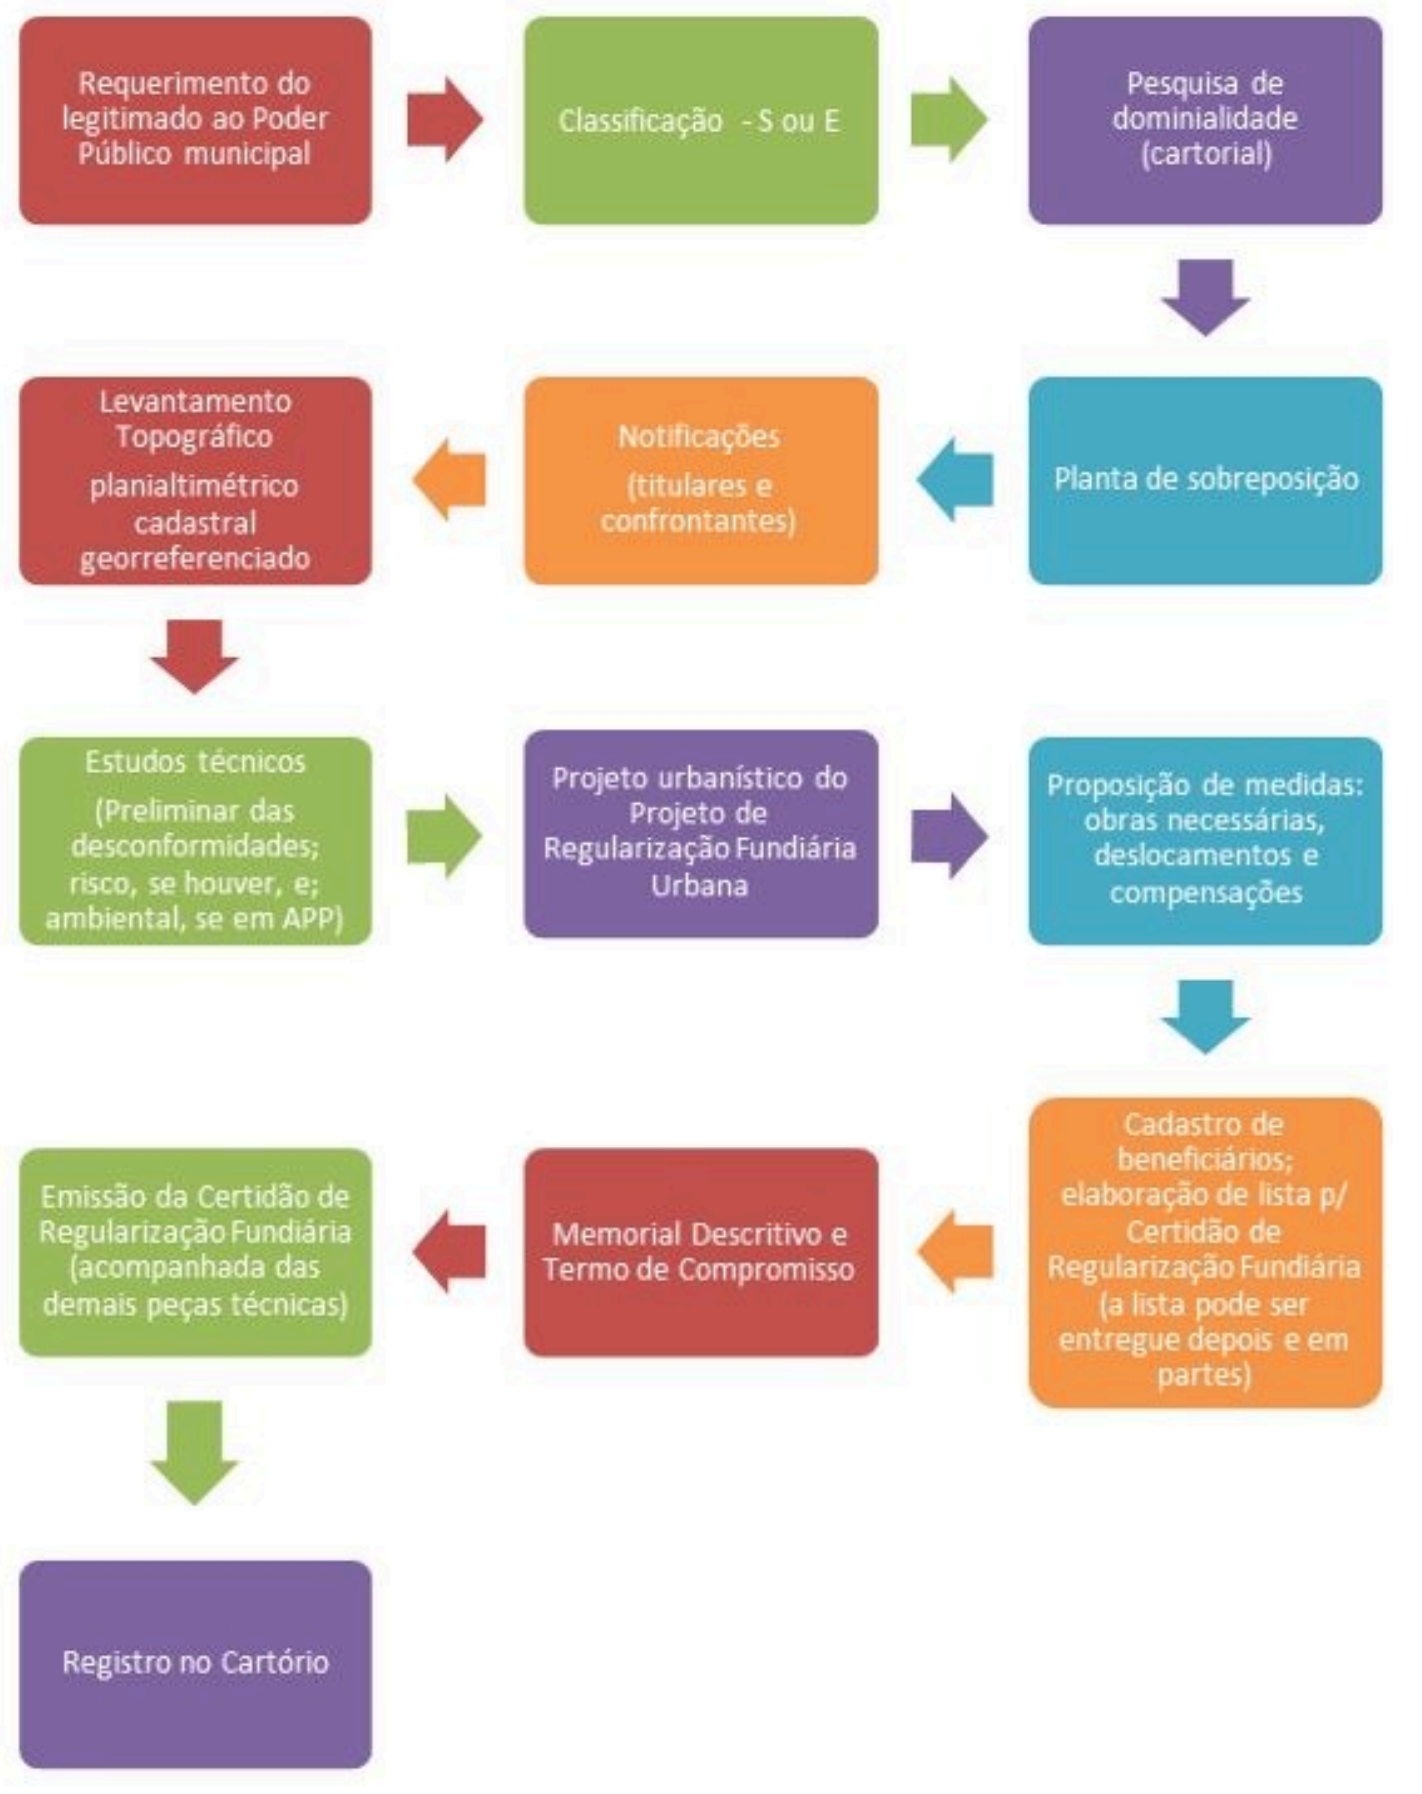 Requerimento do
legitimado ao Poder
Público municipal
Classificação - S ou E
Pesquisa de
dominialidade
(cartorial)
Planta de sobreposição
Notificações
(titulares e
confrontantes)
Levantamento
Topográfico
planialtimétrico
cadastral
georreferenciado
Estudos técnicos
(Preliminar das
desconformidades;
risco, se houver, e;
ambiental, se em APP)
Projeto urbanístico do
Projeto de
Regularização Fundiária
Urbana
Proposição de medidas:
obras necessárias,
deslocamentos e
compensações
Cadastro de
beneficiários;
elaboração de lista p/
Certidão de
Regularização Fundiária
(a lista pode ser
entregue depois e em
partes)
Memorial Descritivo e
Termo de Compromisso
Emissão da Certidão de
Regularização Fundiária
(acompanhada das
demais peças técnicas)
Registro no Cartório